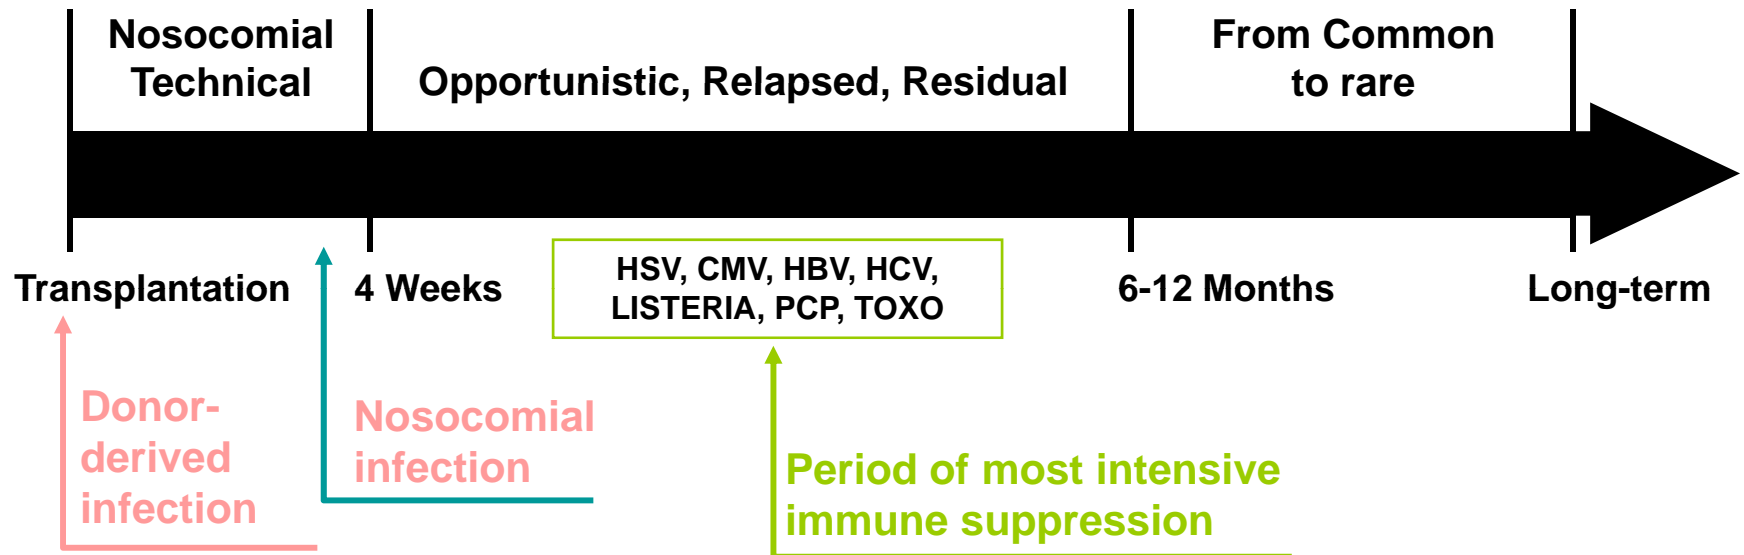 Nosocomial
Technical
Opportunistic, Relapsed, Residual
From Common
to rare
Transplantation
4 Weeks
HSV, CMV, HBV, HCV,
LISTERIA, PCP, TOXO
6-12 Months
Long-term
Donor-
derived
infection
Nosocomial
infection
Period of most intensive
immune suppression